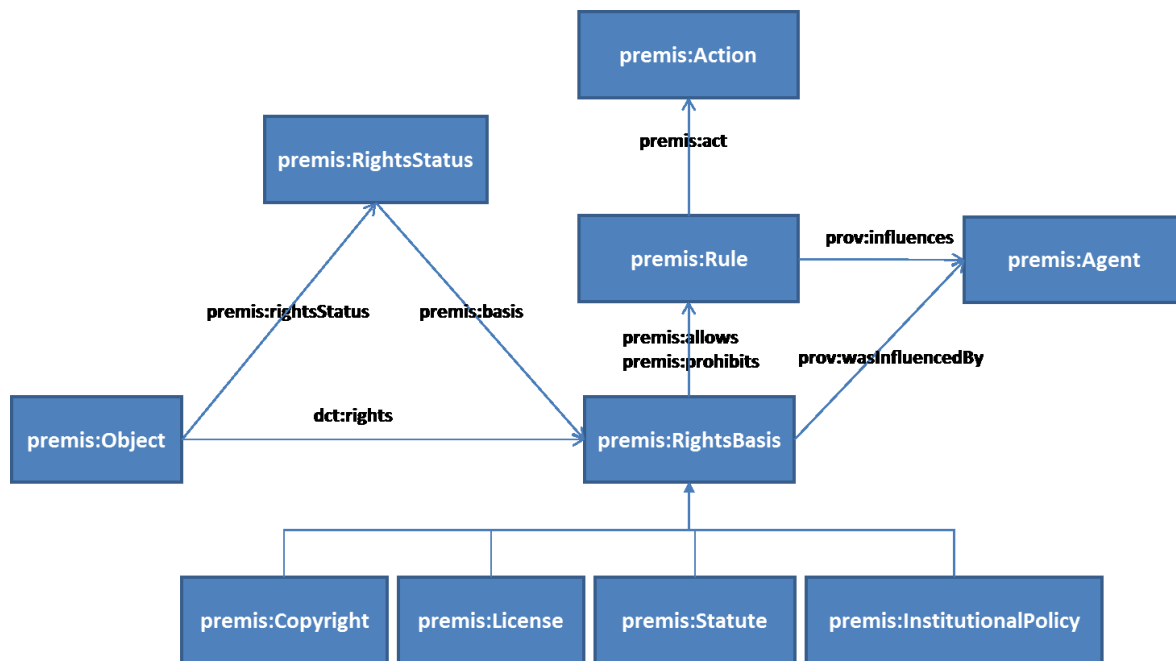 premis:Action
premis:act
premis:RightsStatus
premis:Rule
prov:influences
premis:Agent
premis:rightsStatus
premis:basis
premis:allows
premis:prohibits
prov:wasInfluencedBy
premis:Object
dct:rights
premis:RightsBasis
premis:Copyright
premis:License
premis:Statute
premis:InstitutionalPolicy